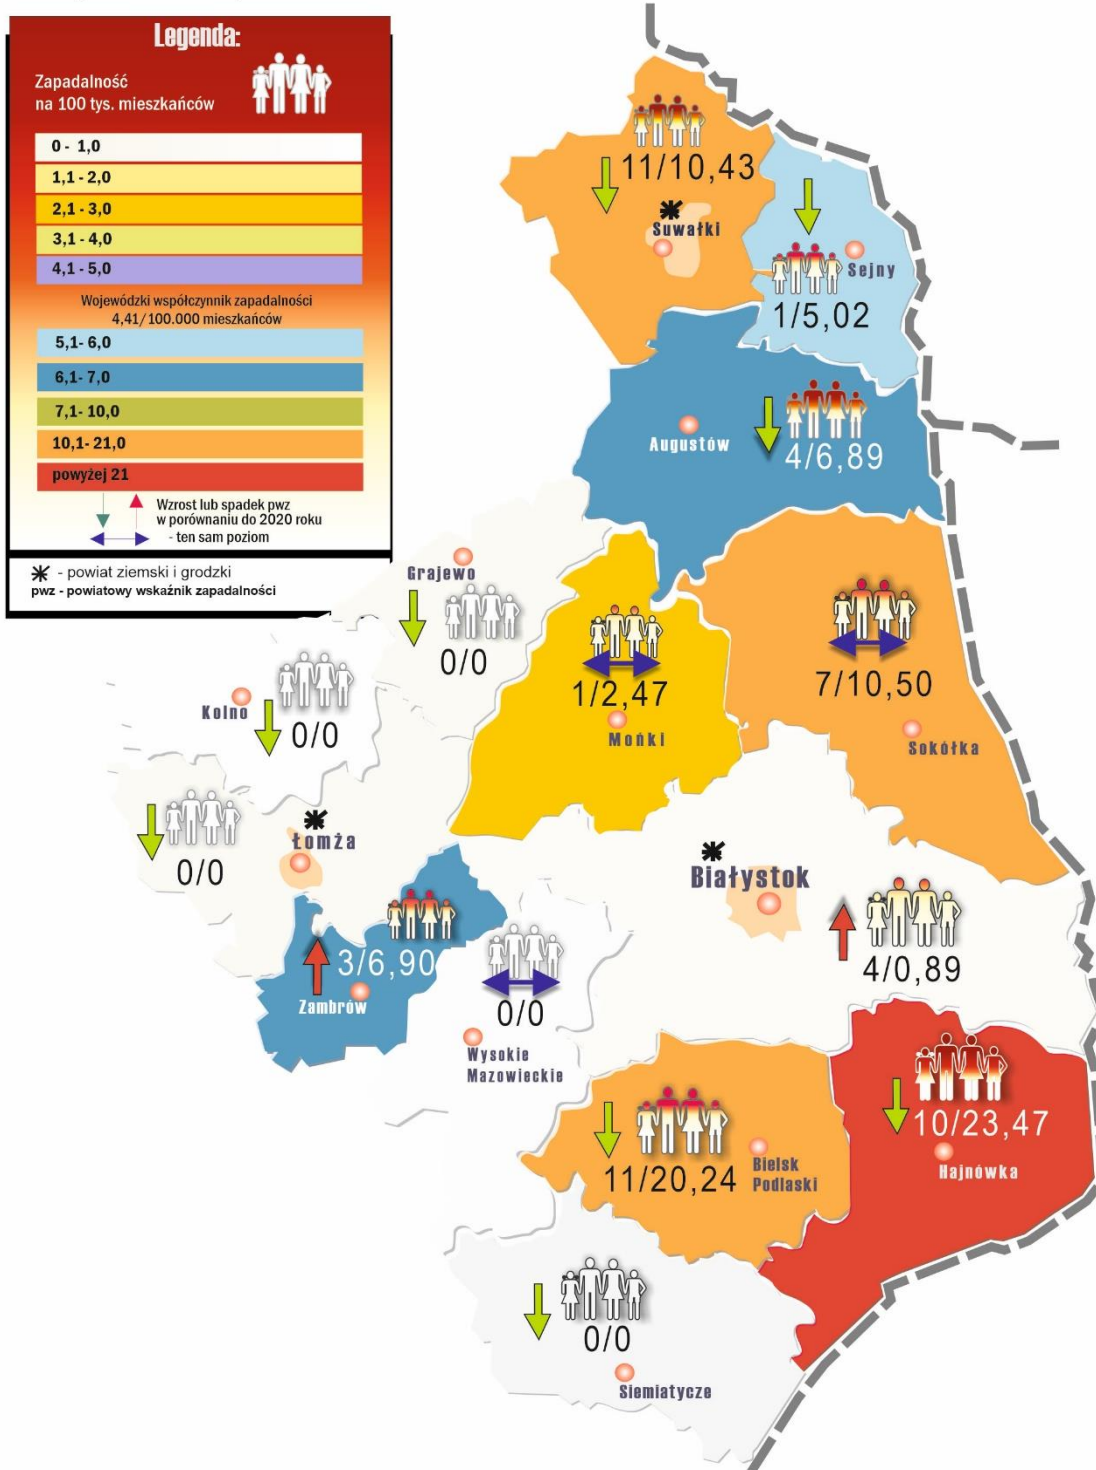 Legenda:
Zapadalność
na 100 tys. mieszkańców
0 - 1,0
1,1 - 2,0
2,1 - 3,0
3,1 - 4,0
4,1 - 5,0
Wojewódzki współczynnik zapadalności
4,41/100.000 mieszkańców
5,1- 6,0
6,1- 7,0
7,1- 10,0
10,1- 21,0
powyżej 21
Wzrost lub spadek pwz
w porównaniu do 2020 roku
- ten sam poziom
- powiat ziemski i grodzki
pwz - powiatowy wskaźnik zapadalności
11/10,43
Suwałki
Sejny
1/5,02
Augustów
4/6,89
Grajewo
0/0
Kolno
0/0
1/2,47
Mońki
7/10,50
Sokółka
0/0
Łomża
Białystok
4/0,89
3/6,90
Zambrów
0/0
Wysokie
Mazowieckie
11/20,24
Bielsk
Podlaski
10/23,47
Hajnówka
0/0
Siemiatycze